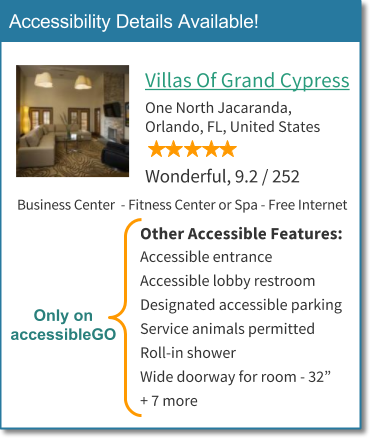 Accessibility Details Available!
Villas Of Grand Cypress
One North Jacaranda,
Orlando, FL, United States
Wonderful, 9.2 / 252
Business Center - Fitness Center or Spa - Free Internet
Other Accessible Features:
Accessible entrance
Accessible lobby restroom
Designated accessible parking
Service animals permitted
Roll-in shower
Wide doorway for room - 32”
+ 7 more
Only on
accessibleGO